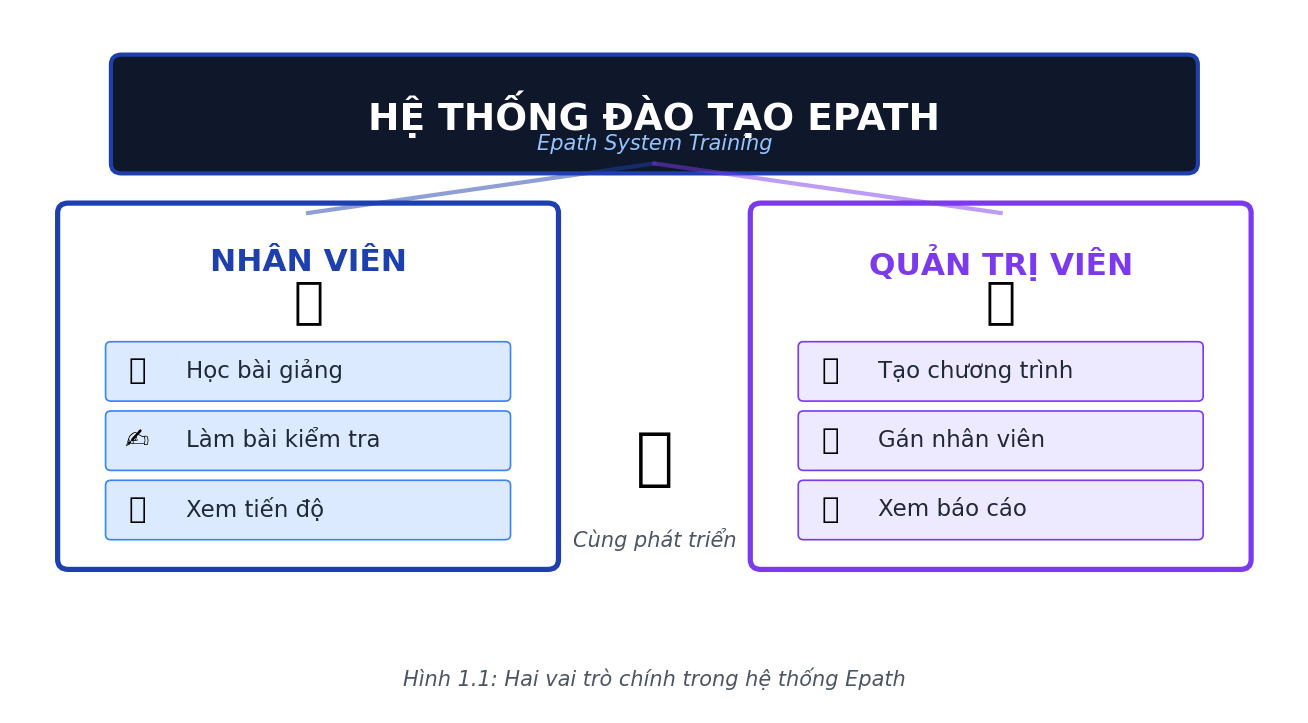 HỆ THỐNG ĐÀO TẠO EPATH
Epath System Training
NHÂN VIÊN
Học bài giảng
✍ Làm bài kiểm tra
Xem tiến độ
Cùng phát triển
QUẢN TRỊ VIÊN
Tạo chương trình
Gán nhân viên
Xem báo cáo
Hình 1.1: Hai vai trò chính trong hệ thống Epath